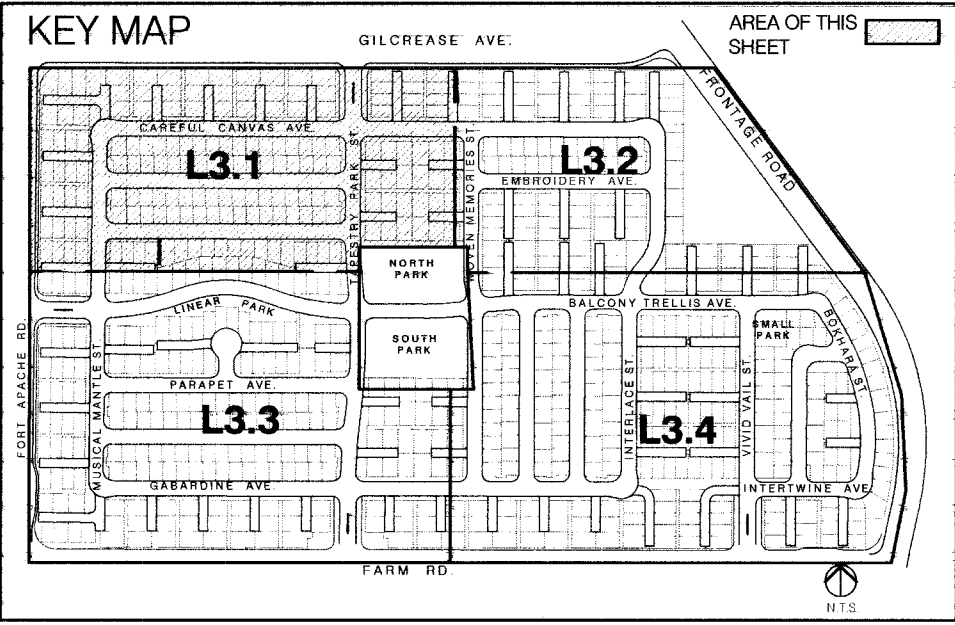 KEY MAP
GILCREASE AVE.
AREA OF THIS
SHEET
FRONTAGE ROAD
CAREFUL CANVAS AVE.
L3.1
TAPESTRY PARK ST.
WOVEN MEMORIES ST.
L3.2
EMBROIDERY AVE.
NORTH
PARK
LINEAR PARK
BALCONY TRELLIS AVE.
SOUTH
PARK
SMALL
PARK
BOKHARA ST
FORT APACHE RD.
MUSICAL MANTLE ST.
PARAPET AVE.
L3.3
INTERLACE ST.
L3.4
VIVID VAIL ST.
GABARDINE AVE.
INTERTWINE AVE.
FARM RD.
N.T.S.